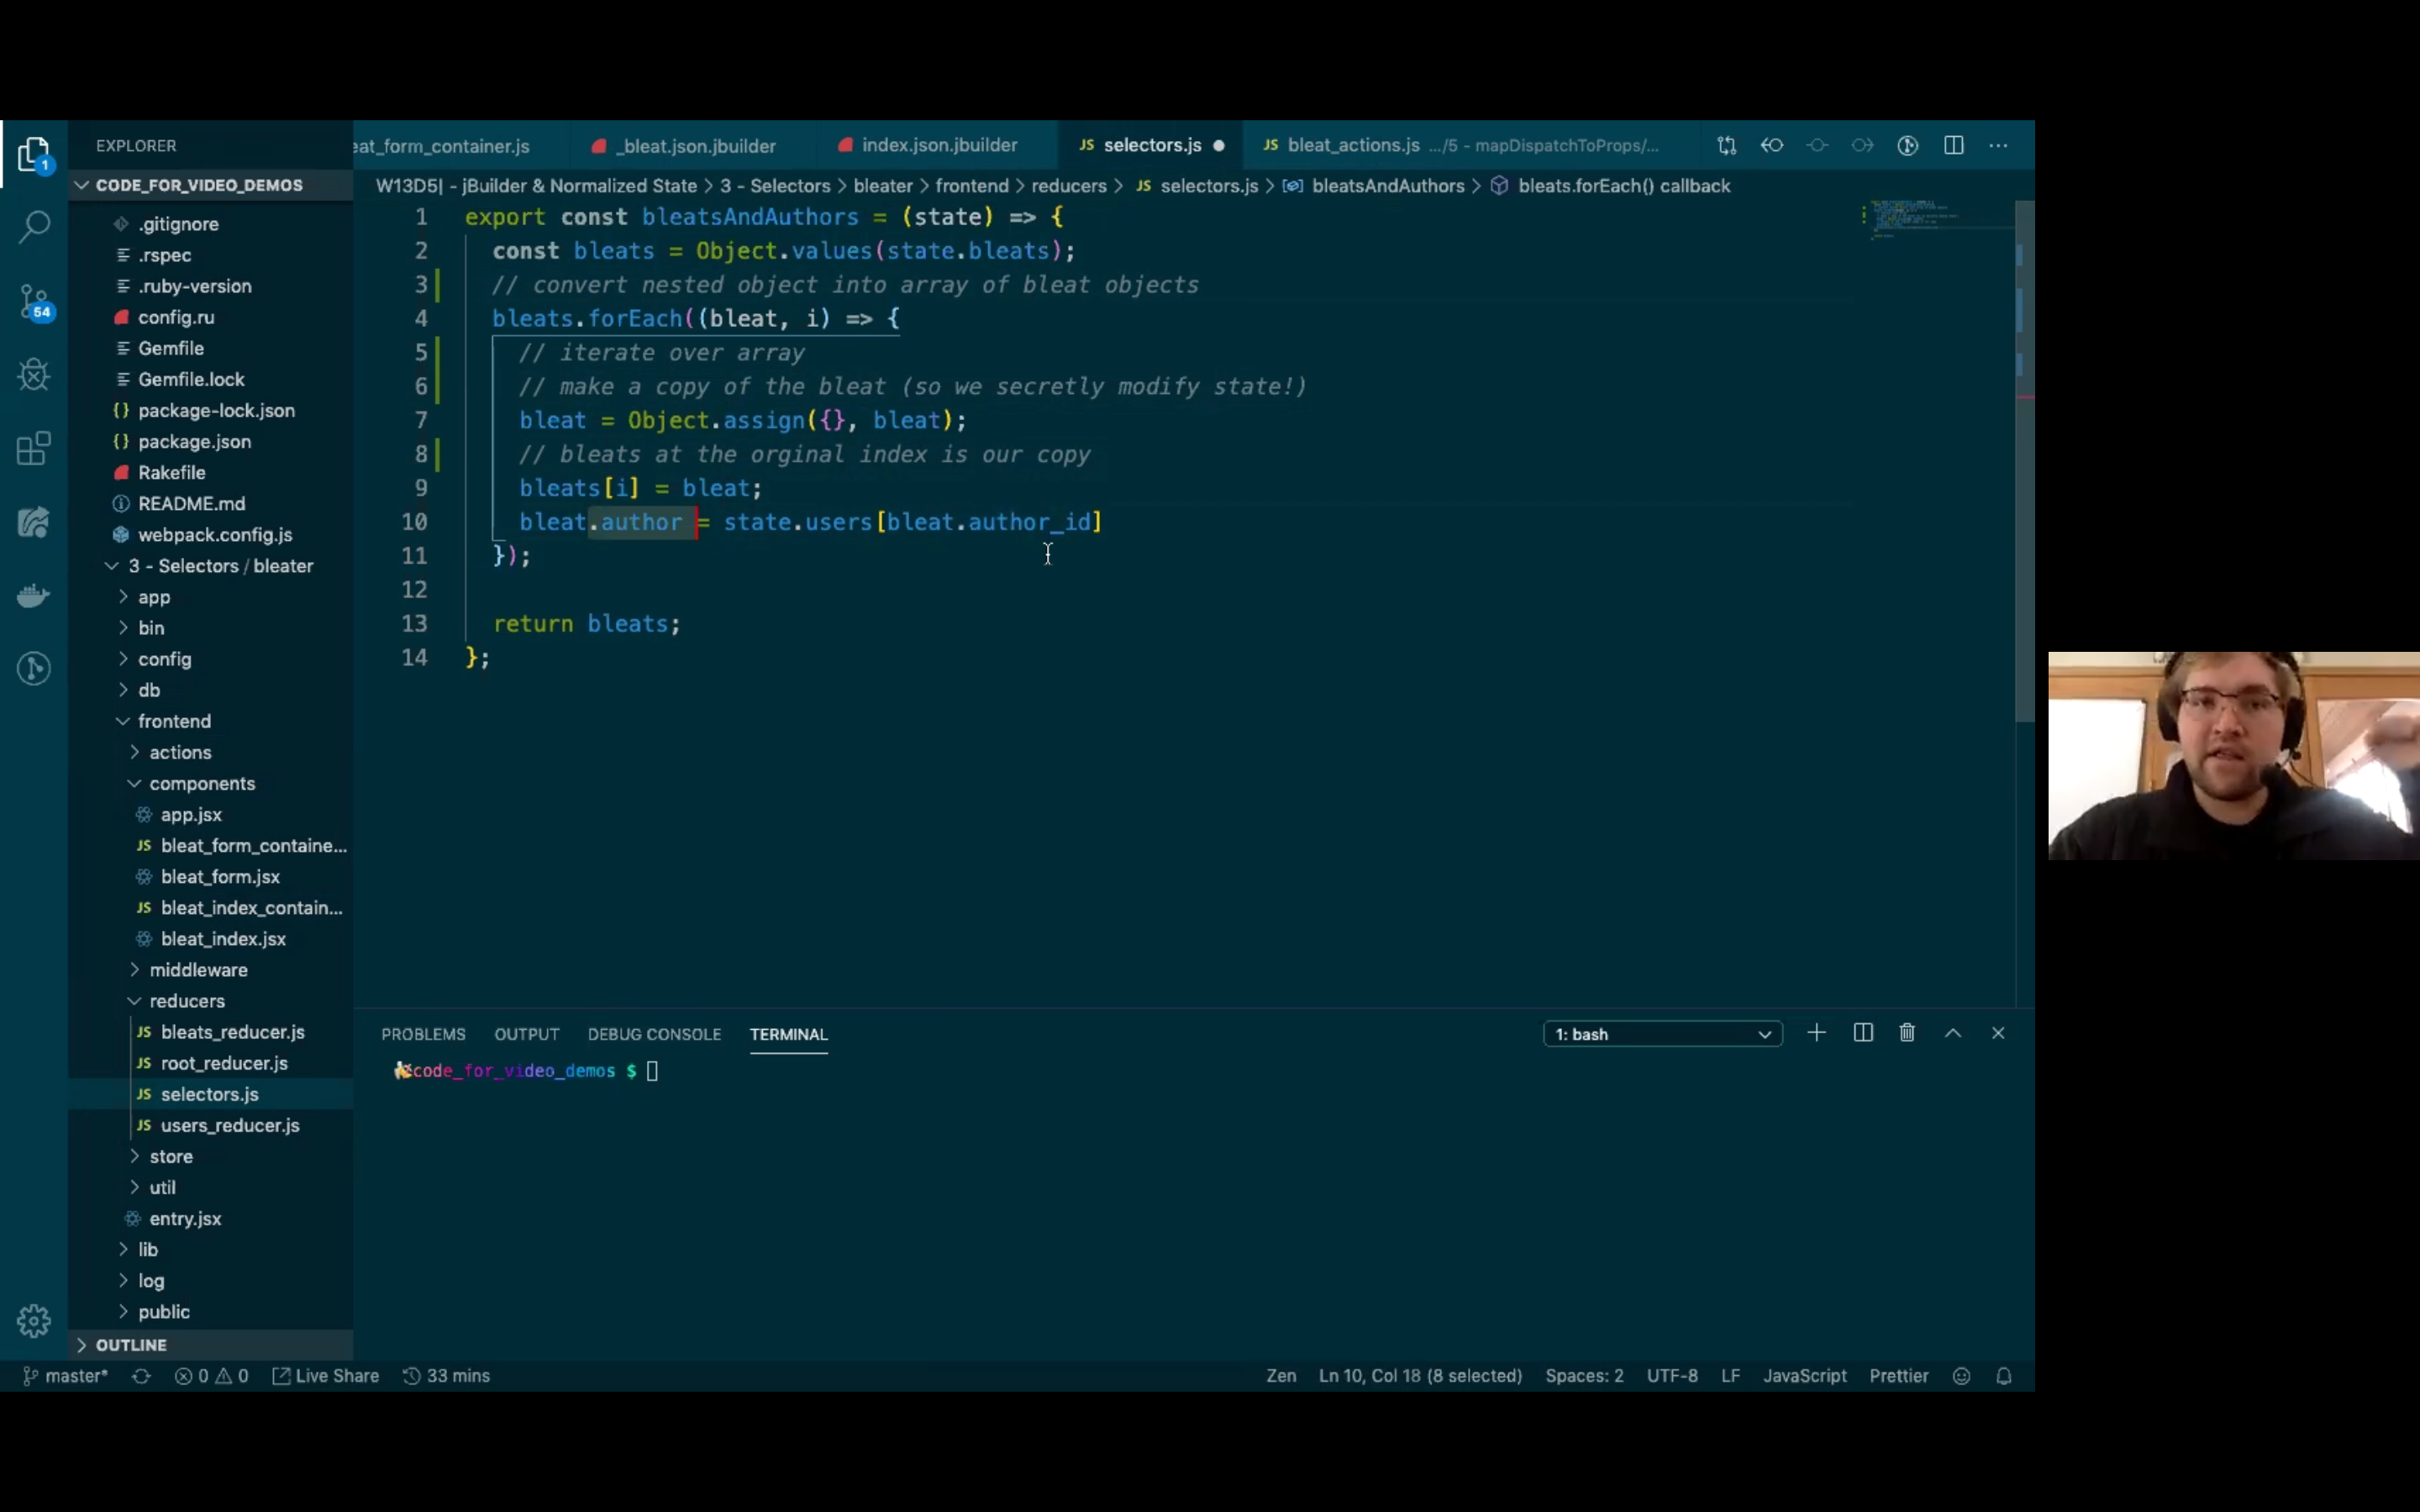 EXPLORER
eat_form_container.js
_bleat.json.jbuilder
index.json.jbuilder
JS selectors.js
JS bleat_actions.js .../5 - mapDispatchToProps/...
1
CODE_FOR_VIDEO_DEMOS
W13D5| - jBuilder & Normalized State > 3 - Selectors > bleater > frontend > reducers > JS selectors.js > bleatsAndAuthors > bleats.forEach() callback
.gitignore
.rspec
.ruby-version
config.ru
Gemfile
Gemfile.lock
{} package-lock.json
{} package.json
Rakefile
README.md
webpack.config.js
3 - Selectors / bleater
app
bin
config
db
frontend
actions
components
app.jsx
JS bleat_form_containe...
bleat_form.jsx
JS bleat_index_contain...
bleat_index.jsx
middleware
reducers
JS bleats_reducer.js
JS root_reducer.js
JS selectors.js
JS users_reducer.js
store
util
entry.jsx
lib
log
public
OUTLINE
54
1 export const bleatsAndAuthors = (state) => {
2 const bleats = Object.values(state.bleats);
3 // convert nested object into array of bleat objects
4 bleats.forEach((bleat, i) => {
5 // iterate over array
6 // make a copy of the bleat (so we secretly modify state!)
7 bleat = Object.assign({}, bleat);
8 // bleats at the orginal index is our copy
9 bleats[i] = bleat;
10 bleat.author = state.users[bleat.author_id]
11 });
12
13 return bleats;
14 };
PROBLEMS OUTPUT DEBUG CONSOLE TERMINAL
1: bash
code_for_video_demos $
master* 0 0 Live Share 33 mins
Zen Ln 10, Col 18 (8 selected) Spaces: 2 UTF-8 LF JavaScript Prettier